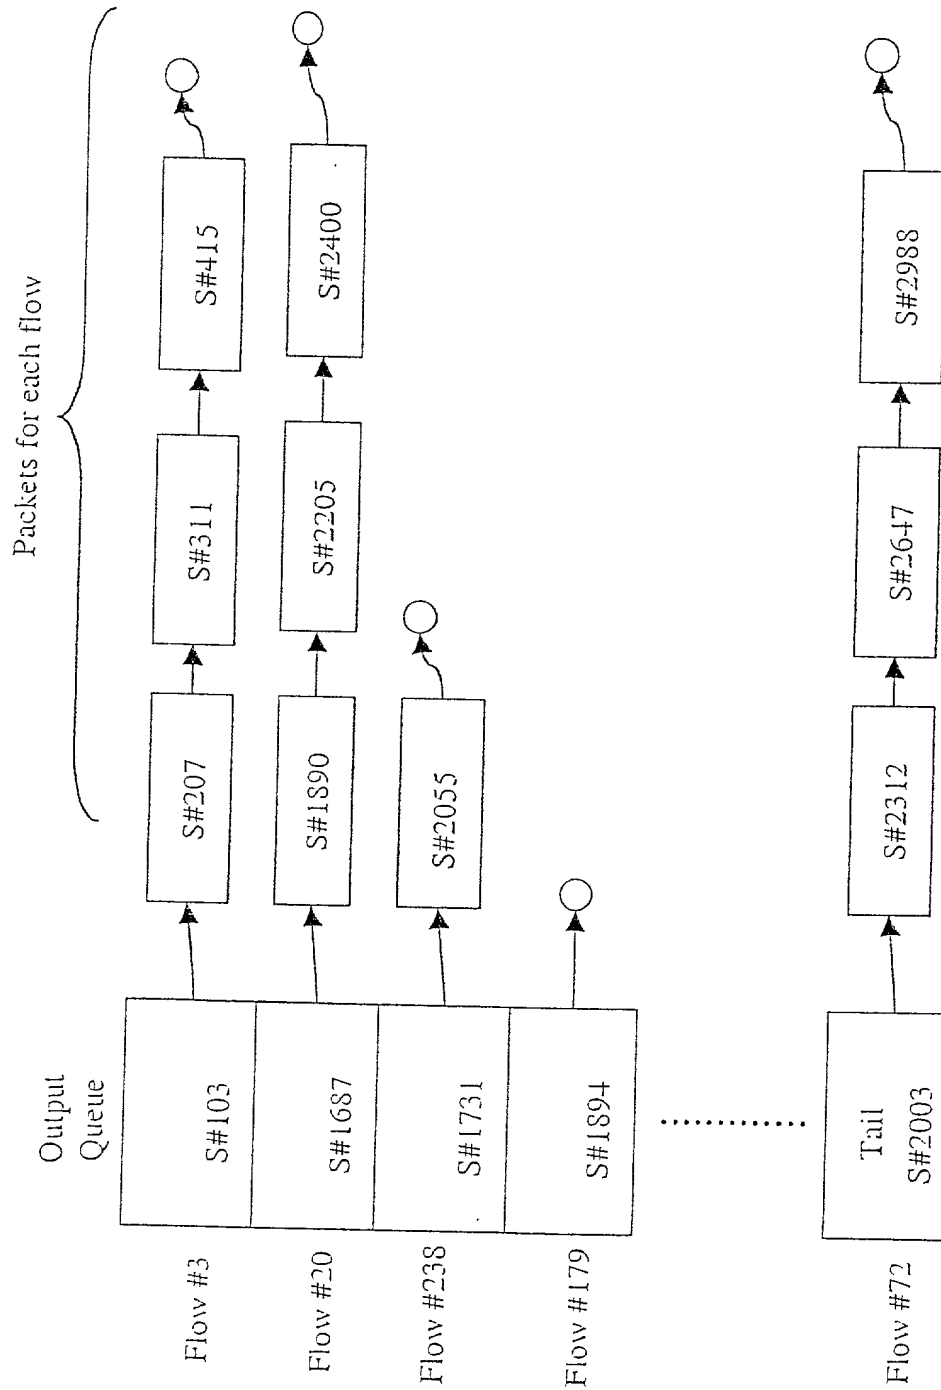 Packets for each flow
Output
Queue
Flow #3
S#103
S#207
S#311
S#415
Flow #20
S#1687
S#1890
S#2205
S#2400
Flow #238
S#1731
S#2055
Flow #179
S#1894
Flow #72
Tail
S#2003
S#2312
S#2647
S#2988